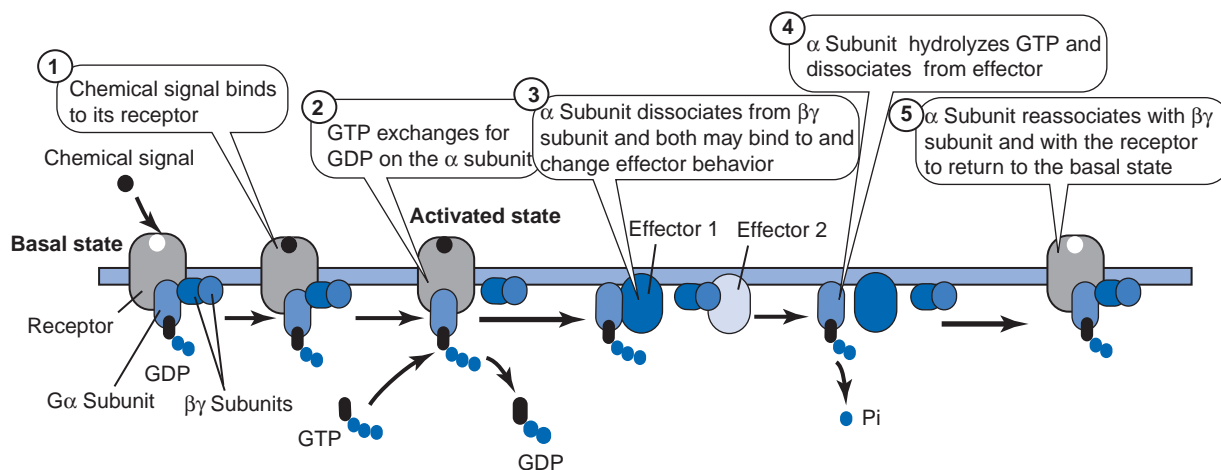 1
Chemical signal binds
to its receptor
2
GTP exchanges for
GDP on the α subunit
3
α Subunit dissociates from βγ
subunit and both may bind to and
change effector behavior
4
α Subunit hydrolyzes GTP and
dissociates from effector
5
α Subunit reassociates with βγ
subunit and with the receptor
to return to the basal state
Chemical signal
Basal state
Activated state
Effector 1
Effector 2
Receptor
GDP
Gα Subunit
βγ Subunits
GTP
GDP
Pi